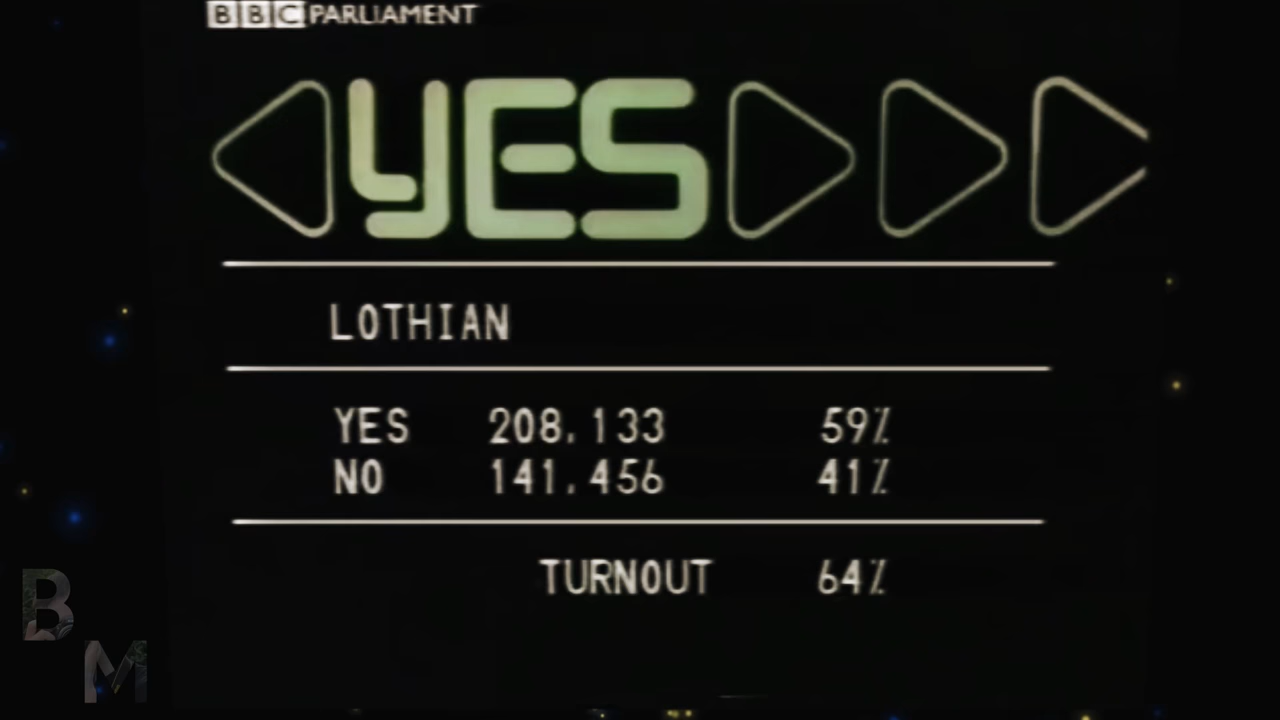 BBC PARLIAMENT
YES
LOTHIAN
YES 208.133 59%
NO 141.456 41%
TURNOUT 64%
B
M